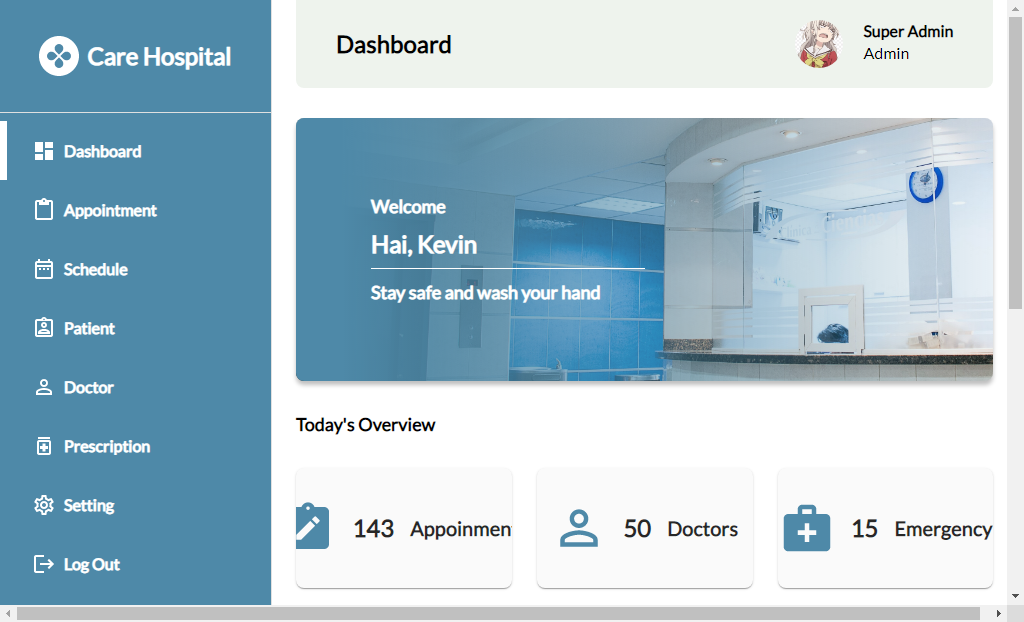 Care Hospital
Dashboard
Appointment
Schedule
Patient
Doctor
Prescription
Setting
Log Out
Dashboard
Super Admin
Admin
Welcome
Hai, Kevin
Stay safe and wash your hand
Today's Overview
143 Appoinmen
50 Doctors
15 Emergency